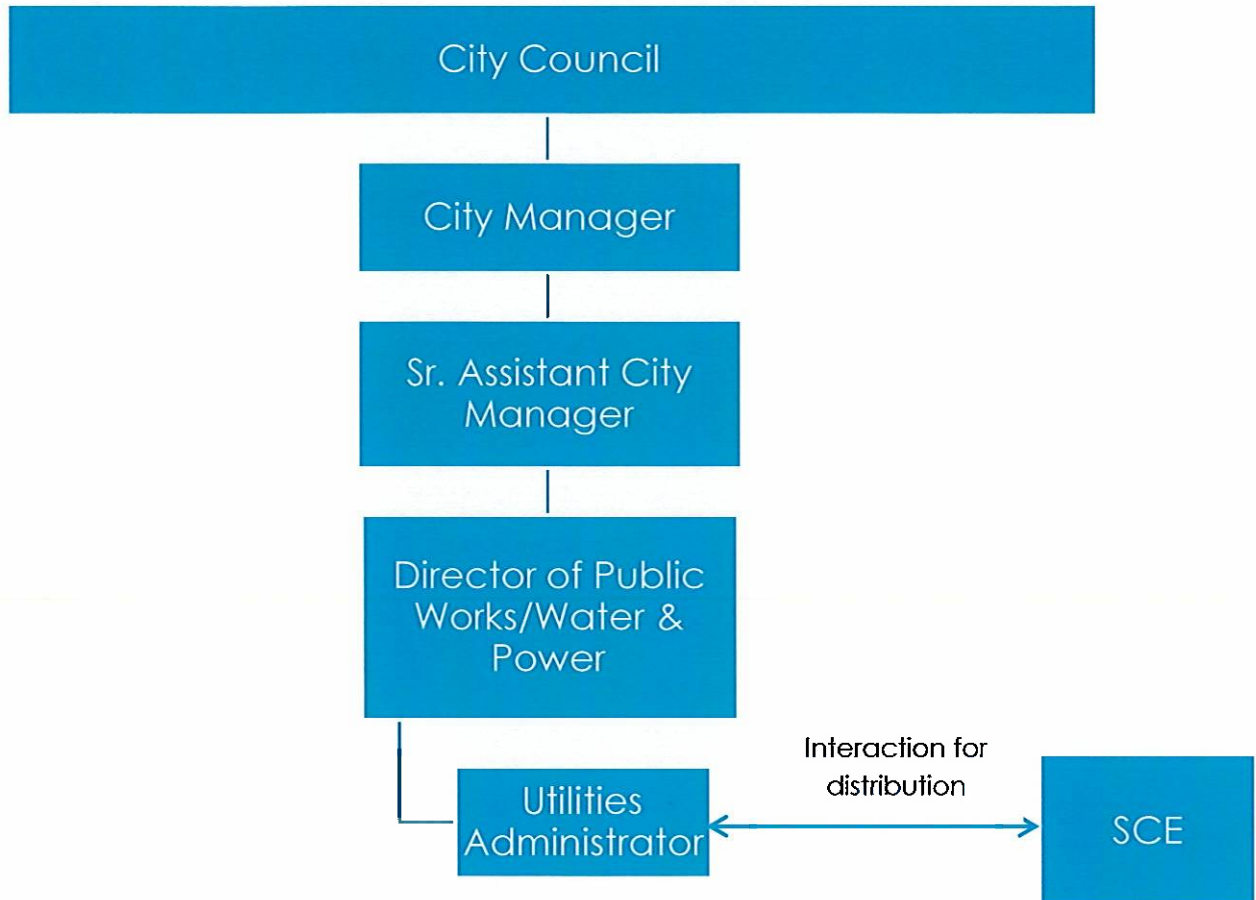 City Council
City Manager
Sr. Assistant City
Manager
Director of Public
Works/Water &
Power
Interaction for
distribution
Utilities
Administrator
SCE